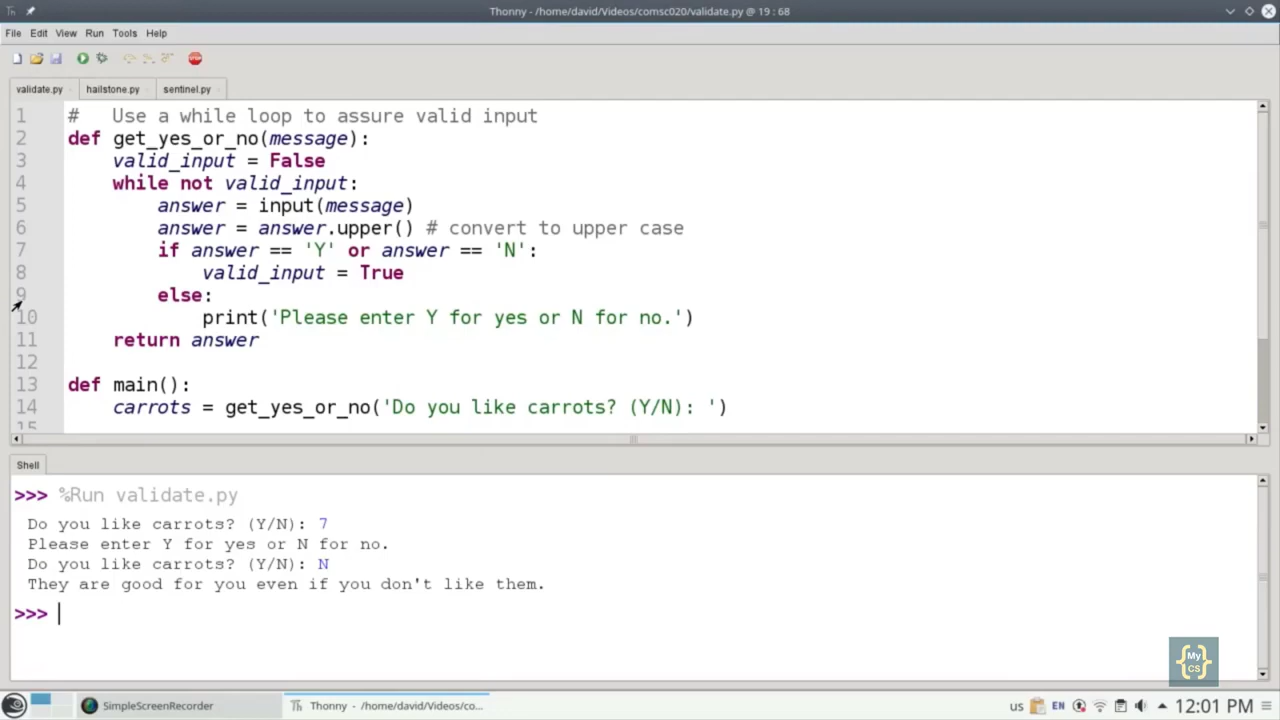 Thonny - /home/david/Videos/comsc020/validate.py @ 19 : 68
File Edit View Run Tools Help
validate.py hailstone.py sentinel.py
1 # Use a while loop to assure valid input
2 def get_yes_or_no(message):
3 valid_input = False
4 while not valid_input:
5 answer = input(message)
6 answer = answer.upper() # convert to upper case
7 if answer == 'Y' or answer == 'N':
8 valid_input = True
9 else:
10 print('Please enter Y for yes or N for no.')
11 return answer
12
13 def main():
14 carrots = get_yes_or_no('Do you like carrots? (Y/N): ')
15
Shell
>>> %Run validate.py
Do you like carrots? (Y/N): 7
Please enter Y for yes or N for no.
Do you like carrots? (Y/N): N
They are good for you even if you don't like them.
>>>
{My CS}
SimpleScreenRecorder Thonny - /home/david/Videos/co... us EN 12:01 PM